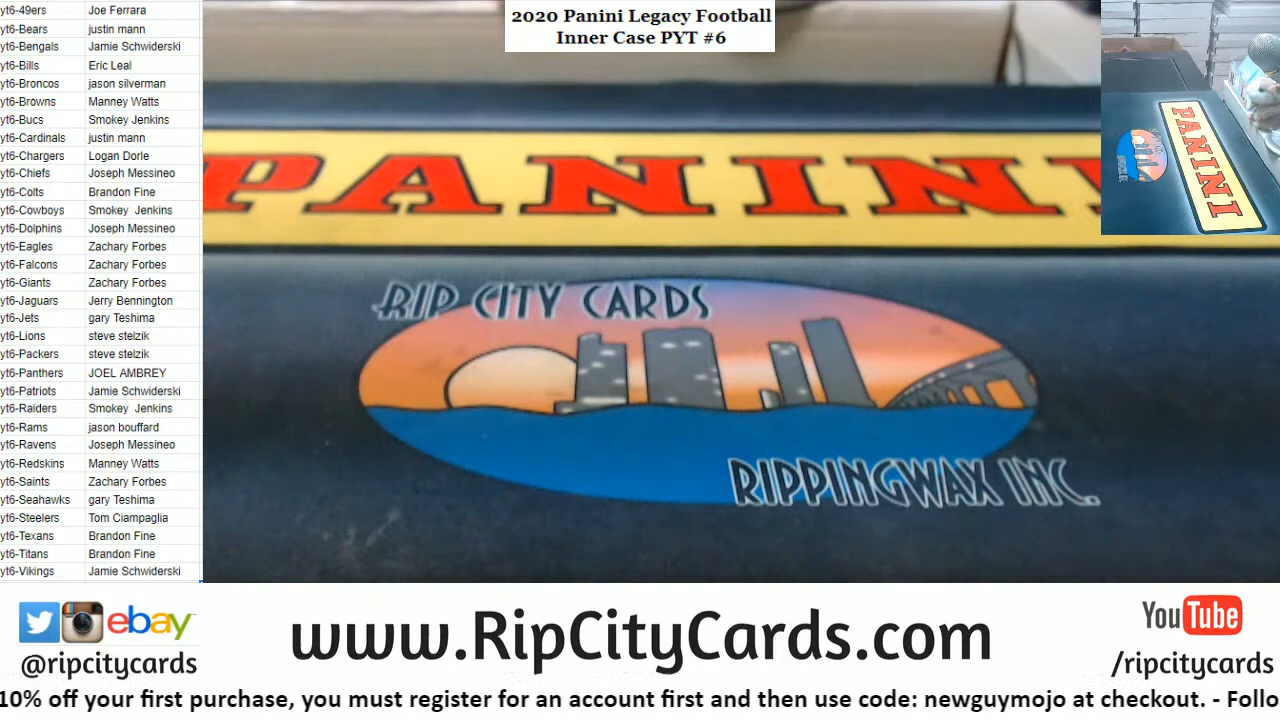 2020 Panini Legacy Football
Inner Case PYT #6
yt6-49ers Joe Ferrara
yt6-Bears justin mann
yt6-Bengals Jamie Schwiderski
yt6-Bills Eric Leal
yt6-Broncos jason silverman
yt6-Browns Manney Watts
yt6-Bucs Smokey Jenkins
yt6-Cardinals justin mann
yt6-Chargers Logan Dorle
yt6-Chiefs Joseph Messineo
yt6-Colts Brandon Fine
yt6-Cowboys Smokey Jenkins
yt6-Dolphins Joseph Messineo
yt6-Eagles Zachary Forbes
yt6-Falcons Zachary Forbes
yt6-Giants Zachary Forbes
yt6-Jaguars Jerry Bennington
yt6-Jets gary Teshima
yt6-Lions steve stelzik
yt6-Packers steve stelzik
yt6-Panthers JOEL AMBREY
yt6-Patriots Jamie Schwiderski
yt6-Raiders Smokey Jenkins
yt6-Rams jason bouffard
yt6-Ravens Joseph Messineo
yt6-Redskins Manney Watts
yt6-Saints Zachary Forbes
yt6-Seahawks gary Teshima
yt6-Steelers Tom Ciampaglia
yt6-Texans Brandon Fine
yt6-Titans Brandon Fine
yt6-Vikings Jamie Schwiderski
PANINI
RIP CITY CARDS
RIPPINGWAX INC.
PANINI
ebay
@ripcitycards
www.RipCityCards.com
YouTube
/ripcitycards
10% off your first purchase, you must register for an account first and then use code: newguymojo at checkout. - Follo